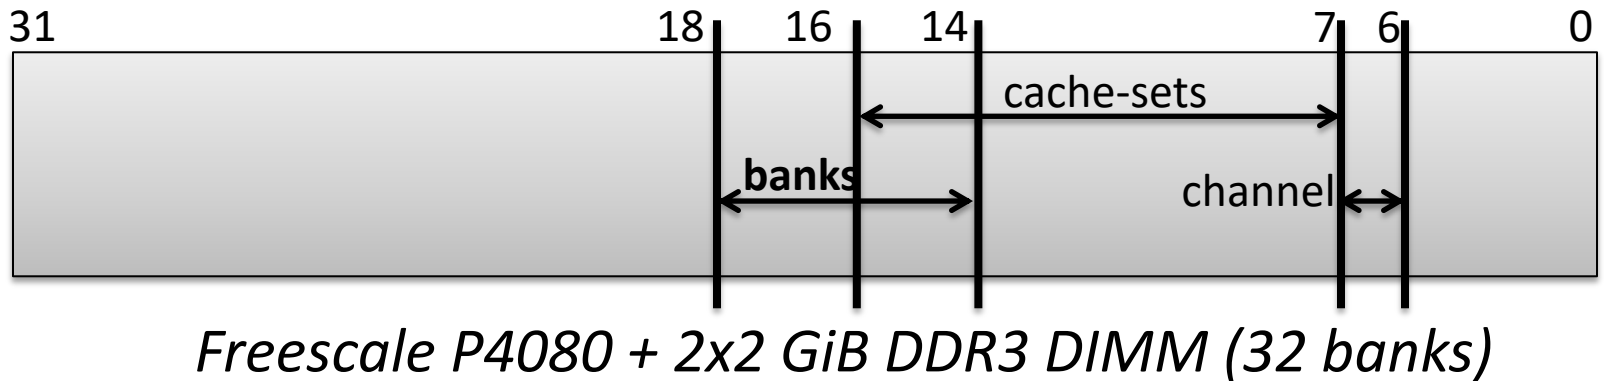 31 18 16 14 7 6 0
cache-sets
banks
channel
Freescale P4080 + 2x2 GiB DDR3 DIMM (32 banks)